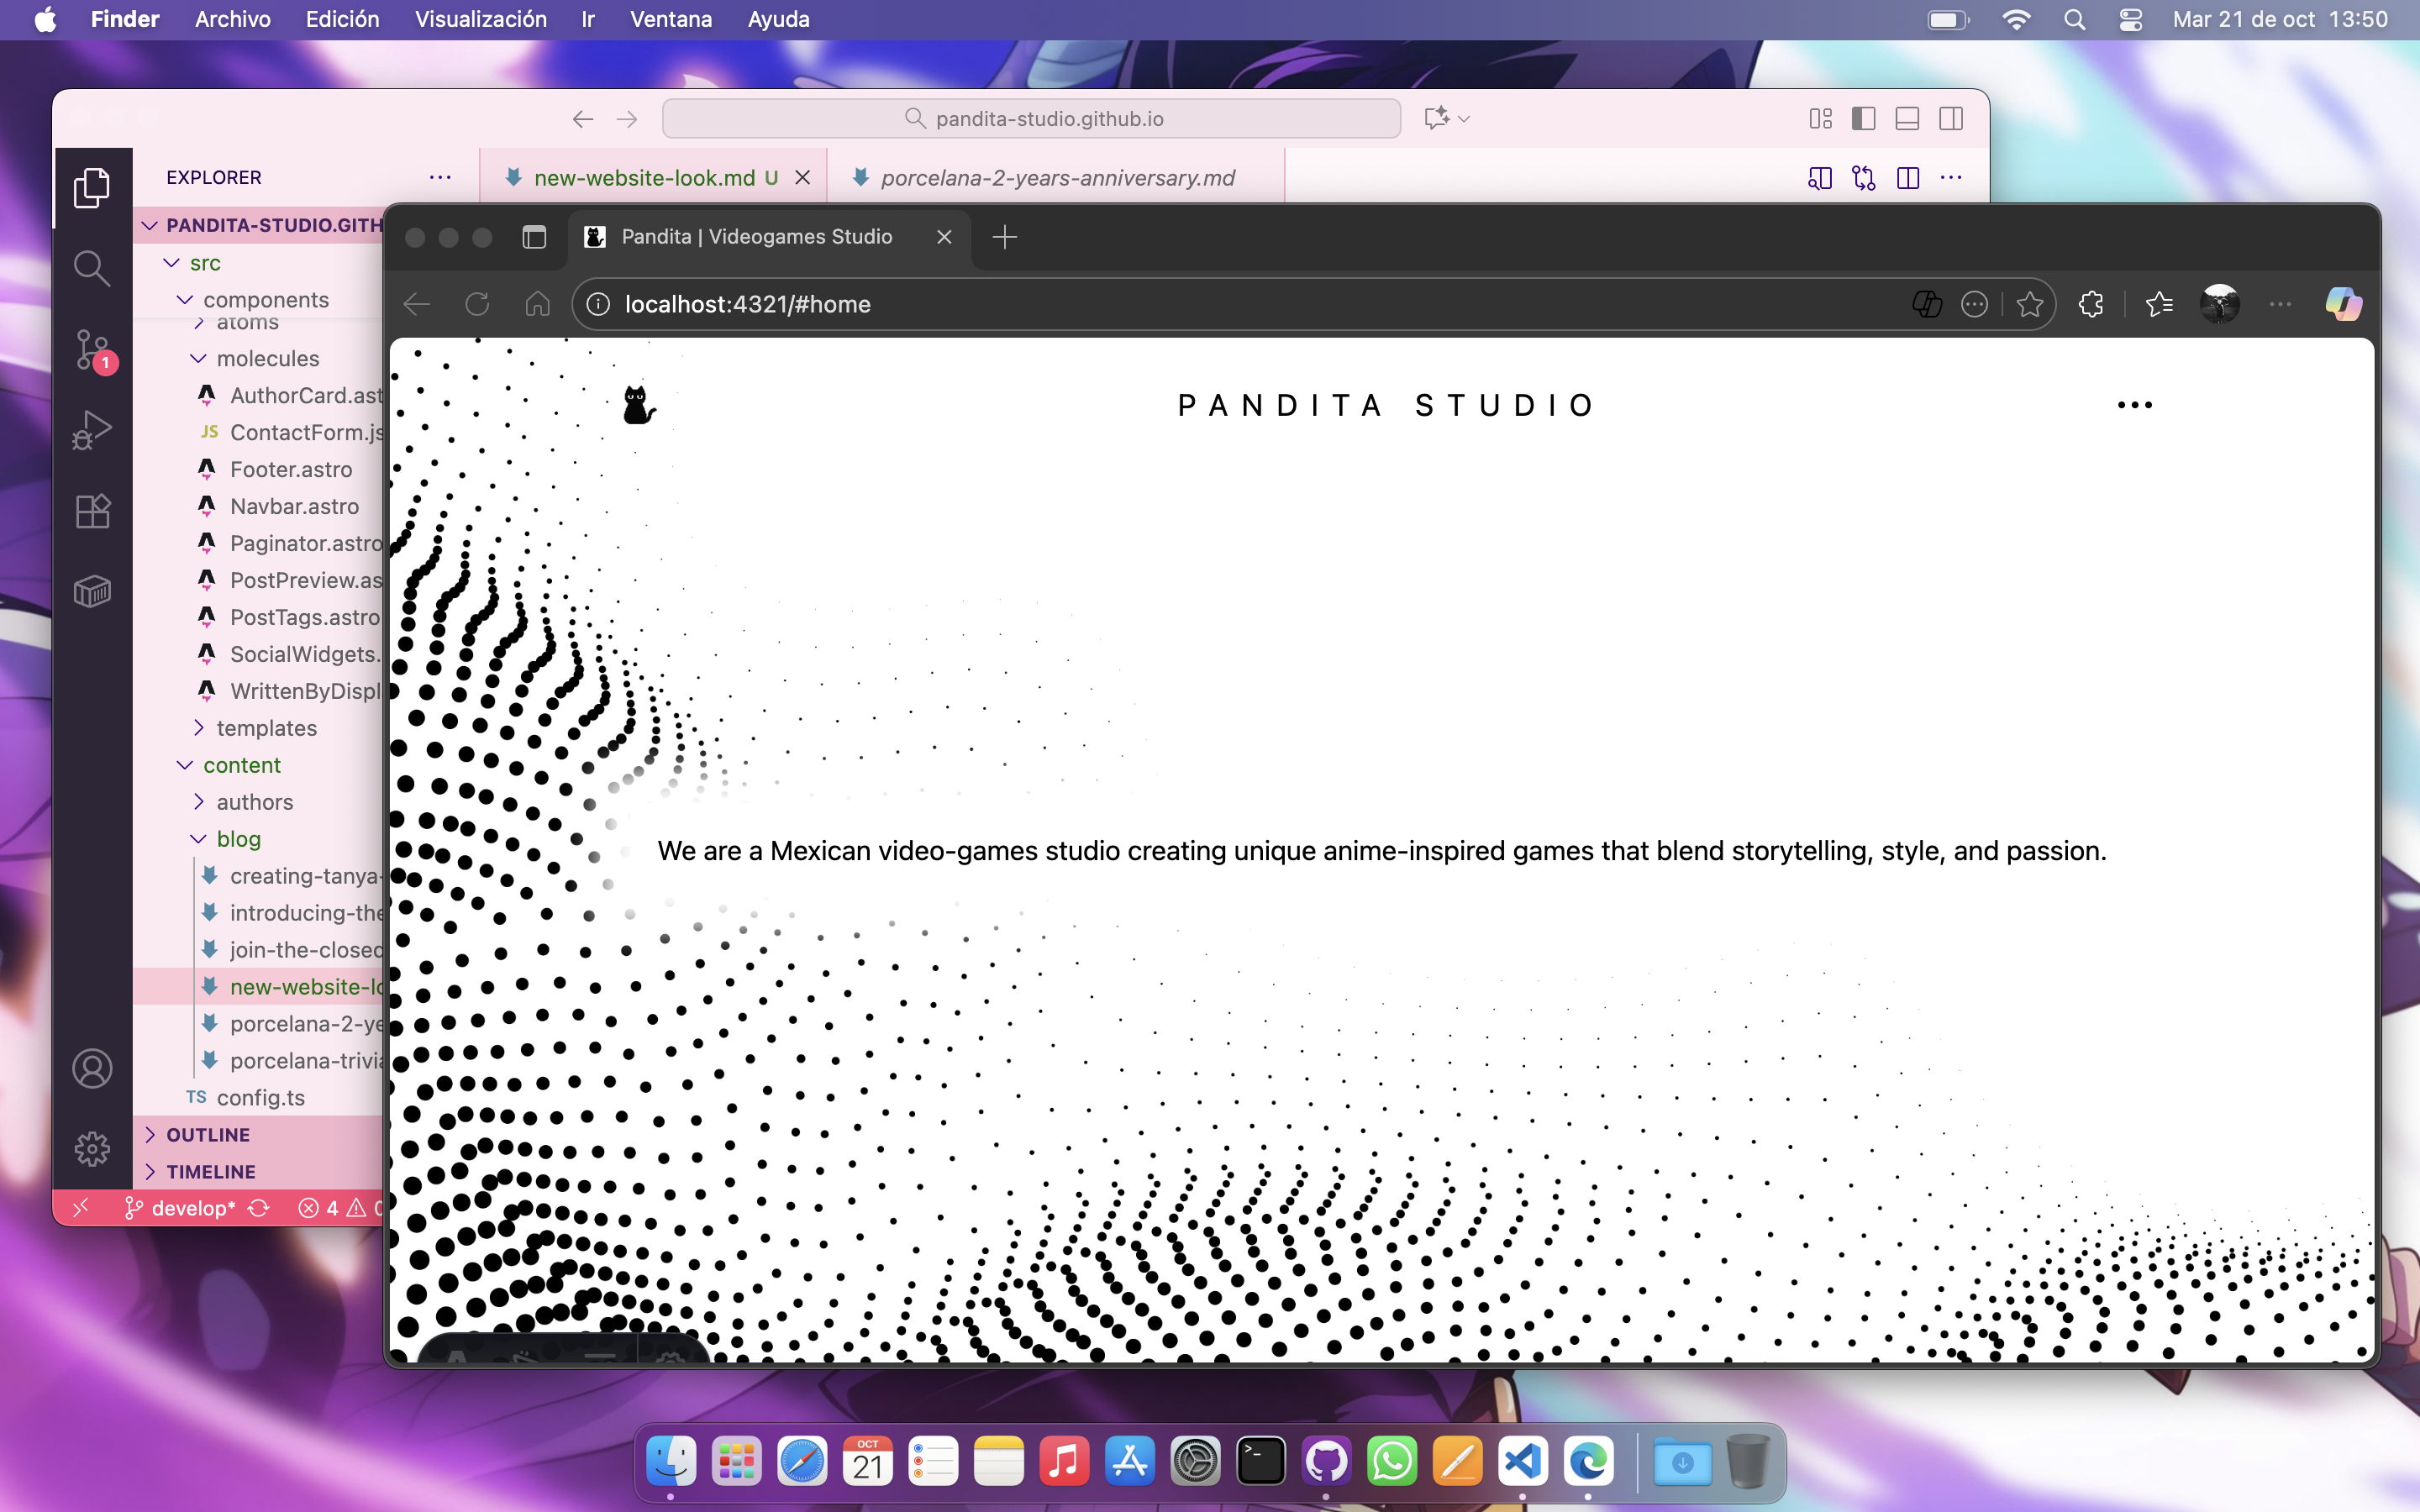 Finder Archivo Edición Visualización Ir Ventana Ayuda Mar 21 de oct 13:50
pandita-studio.github.io
EXPLORER
new-website-look.md U
porcelana-2-years-anniversary.md
PANDITA-STUDIO.GITH
src
components
atoms
molecules
AuthorCard.ast
JS ContactForm.js
Footer.astro
Navbar.astro
Paginator.astro
PostPreview.as
PostTags.astro
SocialWidgets.
WrittenByDispl
templates
content
authors
blog
creating-tanya-
introducing-the
join-the-closed
new-website-lo
porcelana-2-ye
porcelana-trivia
TS config.ts
OUTLINE
TIMELINE
1
develop* 4 0
Pandita | Videogames Studio
localhost:4321/#home
PANDITA STUDIO
We are a Mexican video-games studio creating unique anime-inspired games that blend storytelling, style, and passion.
OCT
21